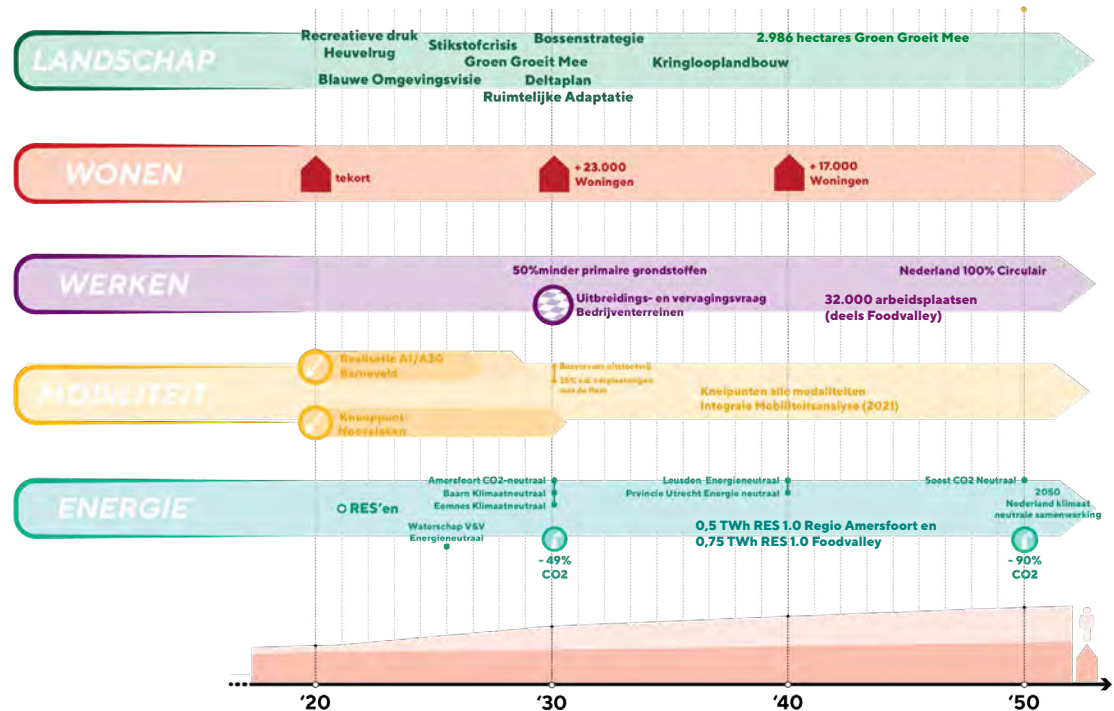 LANDSCHAP
Recreatieve druk
Heuvelrug
Stikstofcrisis
Bossenstrategie
Groen Groeit Mee
Blauwe Omgevingsvisie
Deltaplan
Ruimtelijke Adaptatie
Kringlooplandbouw
2.986 hectares Groen Groeit Mee
WONEN
tekort
+ 23.000
Woningen
+ 17.000
Woningen
WERKEN
50%minder primaire grondstoffen
Nederland 100% Circulair
Uitbreidings- en vervagingsvraag
Bedrijventerreinen
32.000 arbeidsplaatsen
(deels Foodvalley)
MOBILITEIT
Realisatie A1/A30
Barneveld
Knooppunt
Hoevelaken
Knelpunten alle modaliteiten
Integrale Mobiliteitsanalyse (2021)
ENERGIE
RES'en
Amersfoort CO2-neutraal
Baarn Klimaatneutraal
Eemnes Klimaatneutraal
Waterschap V&V
Energieneutraal
- 49%
CO2
Leusden Energieneutraal
Prvincie Utrecht Energie neutraal
0,5 TWh RES 1.0 Regio Amersfoort en
0,75 TWh RES 1.0 Foodvalley
Soest CO2 Neutraal
2050
Nederland klimaat
neutrale samenwerking
- 90%
CO2
'20
'30
'40
'50